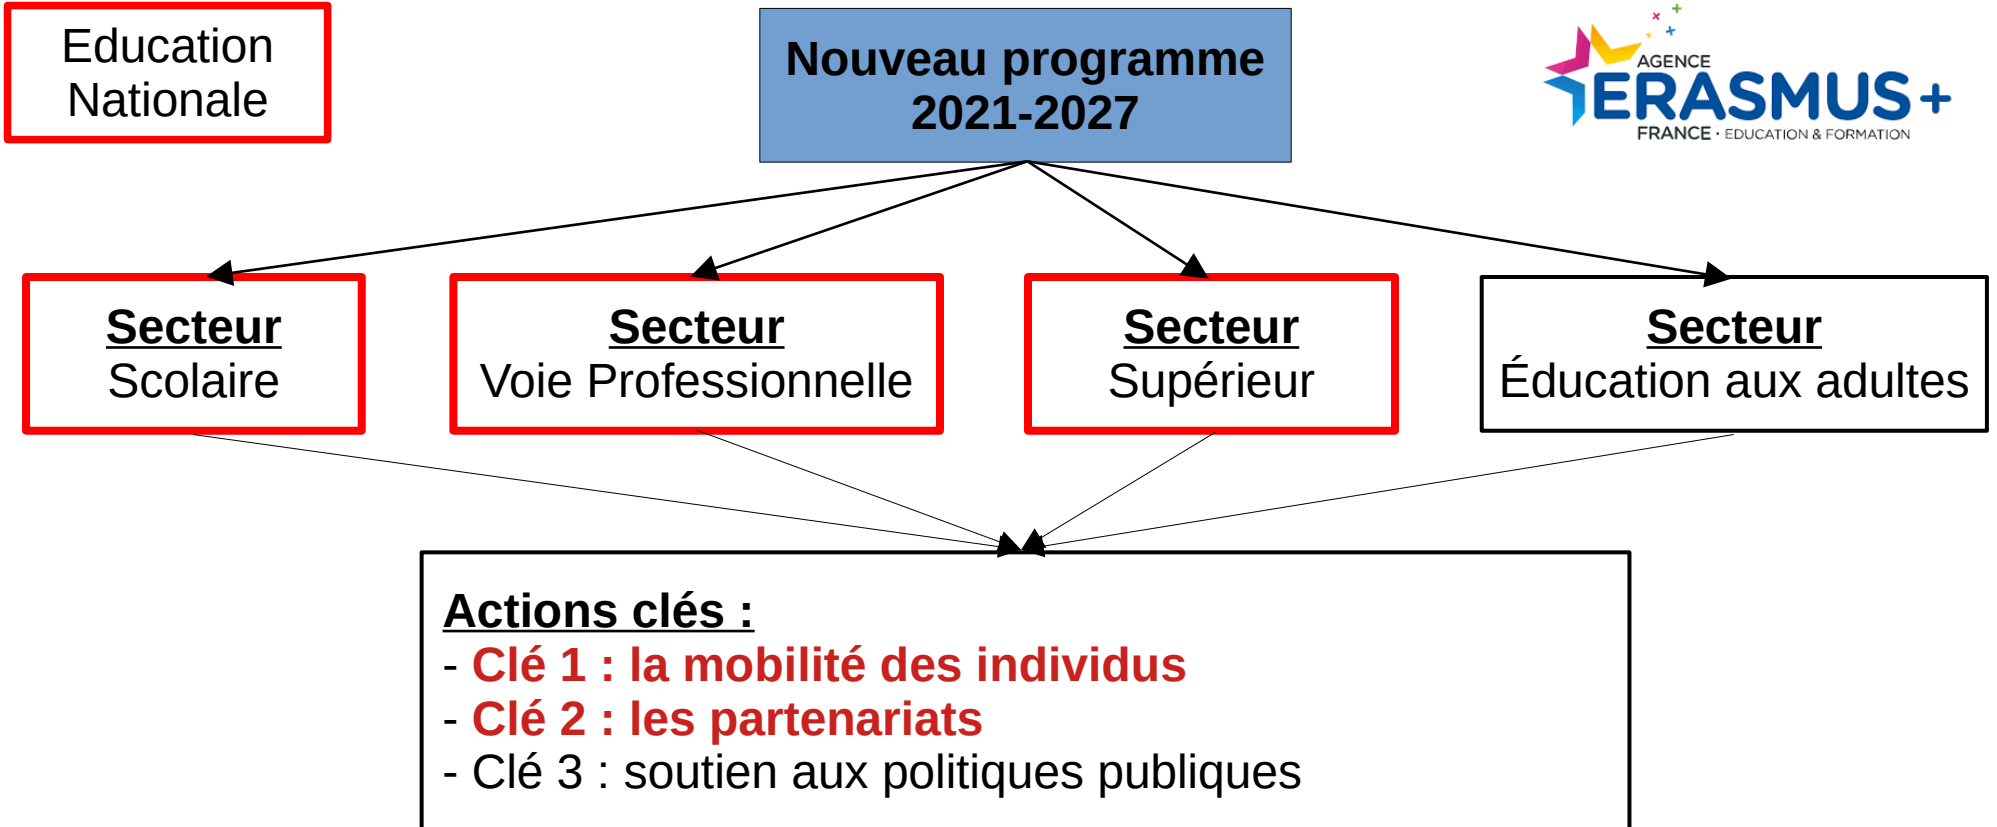 Education
Nationale
Nouveau programme
2021-2027
AGENCE
ERASMUS+
FRANCE · EDUCATION & FORMATION
Secteur
Scolaire
Secteur
Voie Professionnelle
Secteur
Supérieur
Secteur
Éducation aux adultes
Actions clés :
- Clé 1 : la mobilité des individus
- Clé 2 : les partenariats
- Clé 3 : soutien aux politiques publiques